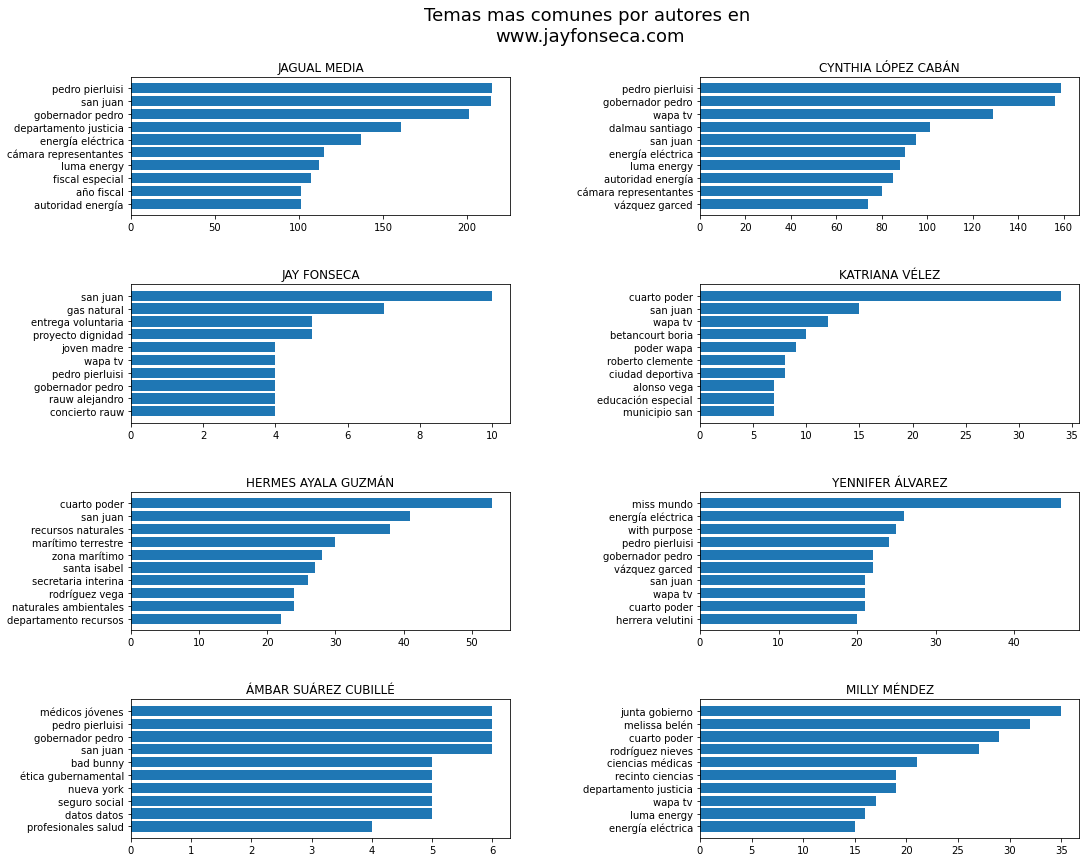 Temas mas comunes por autores en
www.jayfonseca.com
JAGUAL MEDIA
pedro pierluisi
san juan
gobernador pedro
departamento justicia
energía eléctrica
cámara representantes
luma energy
fiscal especial
año fiscal
autoridad energía
0 50 100 150 200
CYNTHIA LÓPEZ CABÁN
pedro pierluisi
gobernador pedro
wapa tv
dalmau santiago
san juan
energía eléctrica
luma energy
autoridad energía
cámara representantes
vázquez garced
0 20 40 60 80 100 120 140 160
JAY FONSECA
san juan
gas natural
entrega voluntaria
proyecto dignidad
joven madre
wapa tv
pedro pierluisi
gobernador pedro
rauw alejandro
concierto rauw
0 2 4 6 8 10
KATRIANA VÉLEZ
cuarto poder
san juan
wapa tv
betancourt boria
poder wapa
roberto clemente
ciudad deportiva
alonso vega
educación especial
municipio san
0 5 10 15 20 25 30 35
HERMES AYALA GUZMÁN
cuarto poder
san juan
recursos naturales
marítimo terrestre
zona marítimo
santa isabel
secretaria interina
rodríguez vega
naturales ambientales
departamento recursos
0 10 20 30 40 50
YENNIFER ÁLVAREZ
miss mundo
energía eléctrica
with purpose
pedro pierluisi
gobernador pedro
vázquez garced
san juan
wapa tv
cuarto poder
herrera velutini
0 10 20 30 40
ÁMBAR SUÁREZ CUBILLÉ
médicos jóvenes
pedro pierluisi
gobernador pedro
san juan
bad bunny
ética gubernamental
nueva york
seguro social
datos datos
profesionales salud
0 1 2 3 4 5 6
MILLY MÉNDEZ
junta gobierno
melissa belén
cuarto poder
rodríguez nieves
ciencias médicas
recinto ciencias
departamento justicia
wapa tv
luma energy
energía eléctrica
0 5 10 15 20 25 30 35